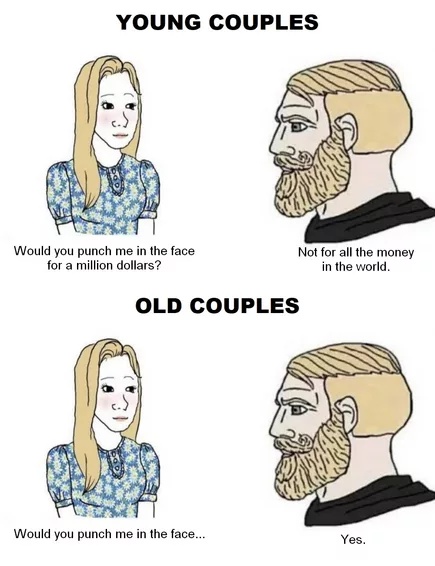 YOUNG COUPLES
Would you punch me in the face
for a million dollars?
Not for all the money
in the world.
OLD COUPLES
Would you punch me in the face...
Yes.